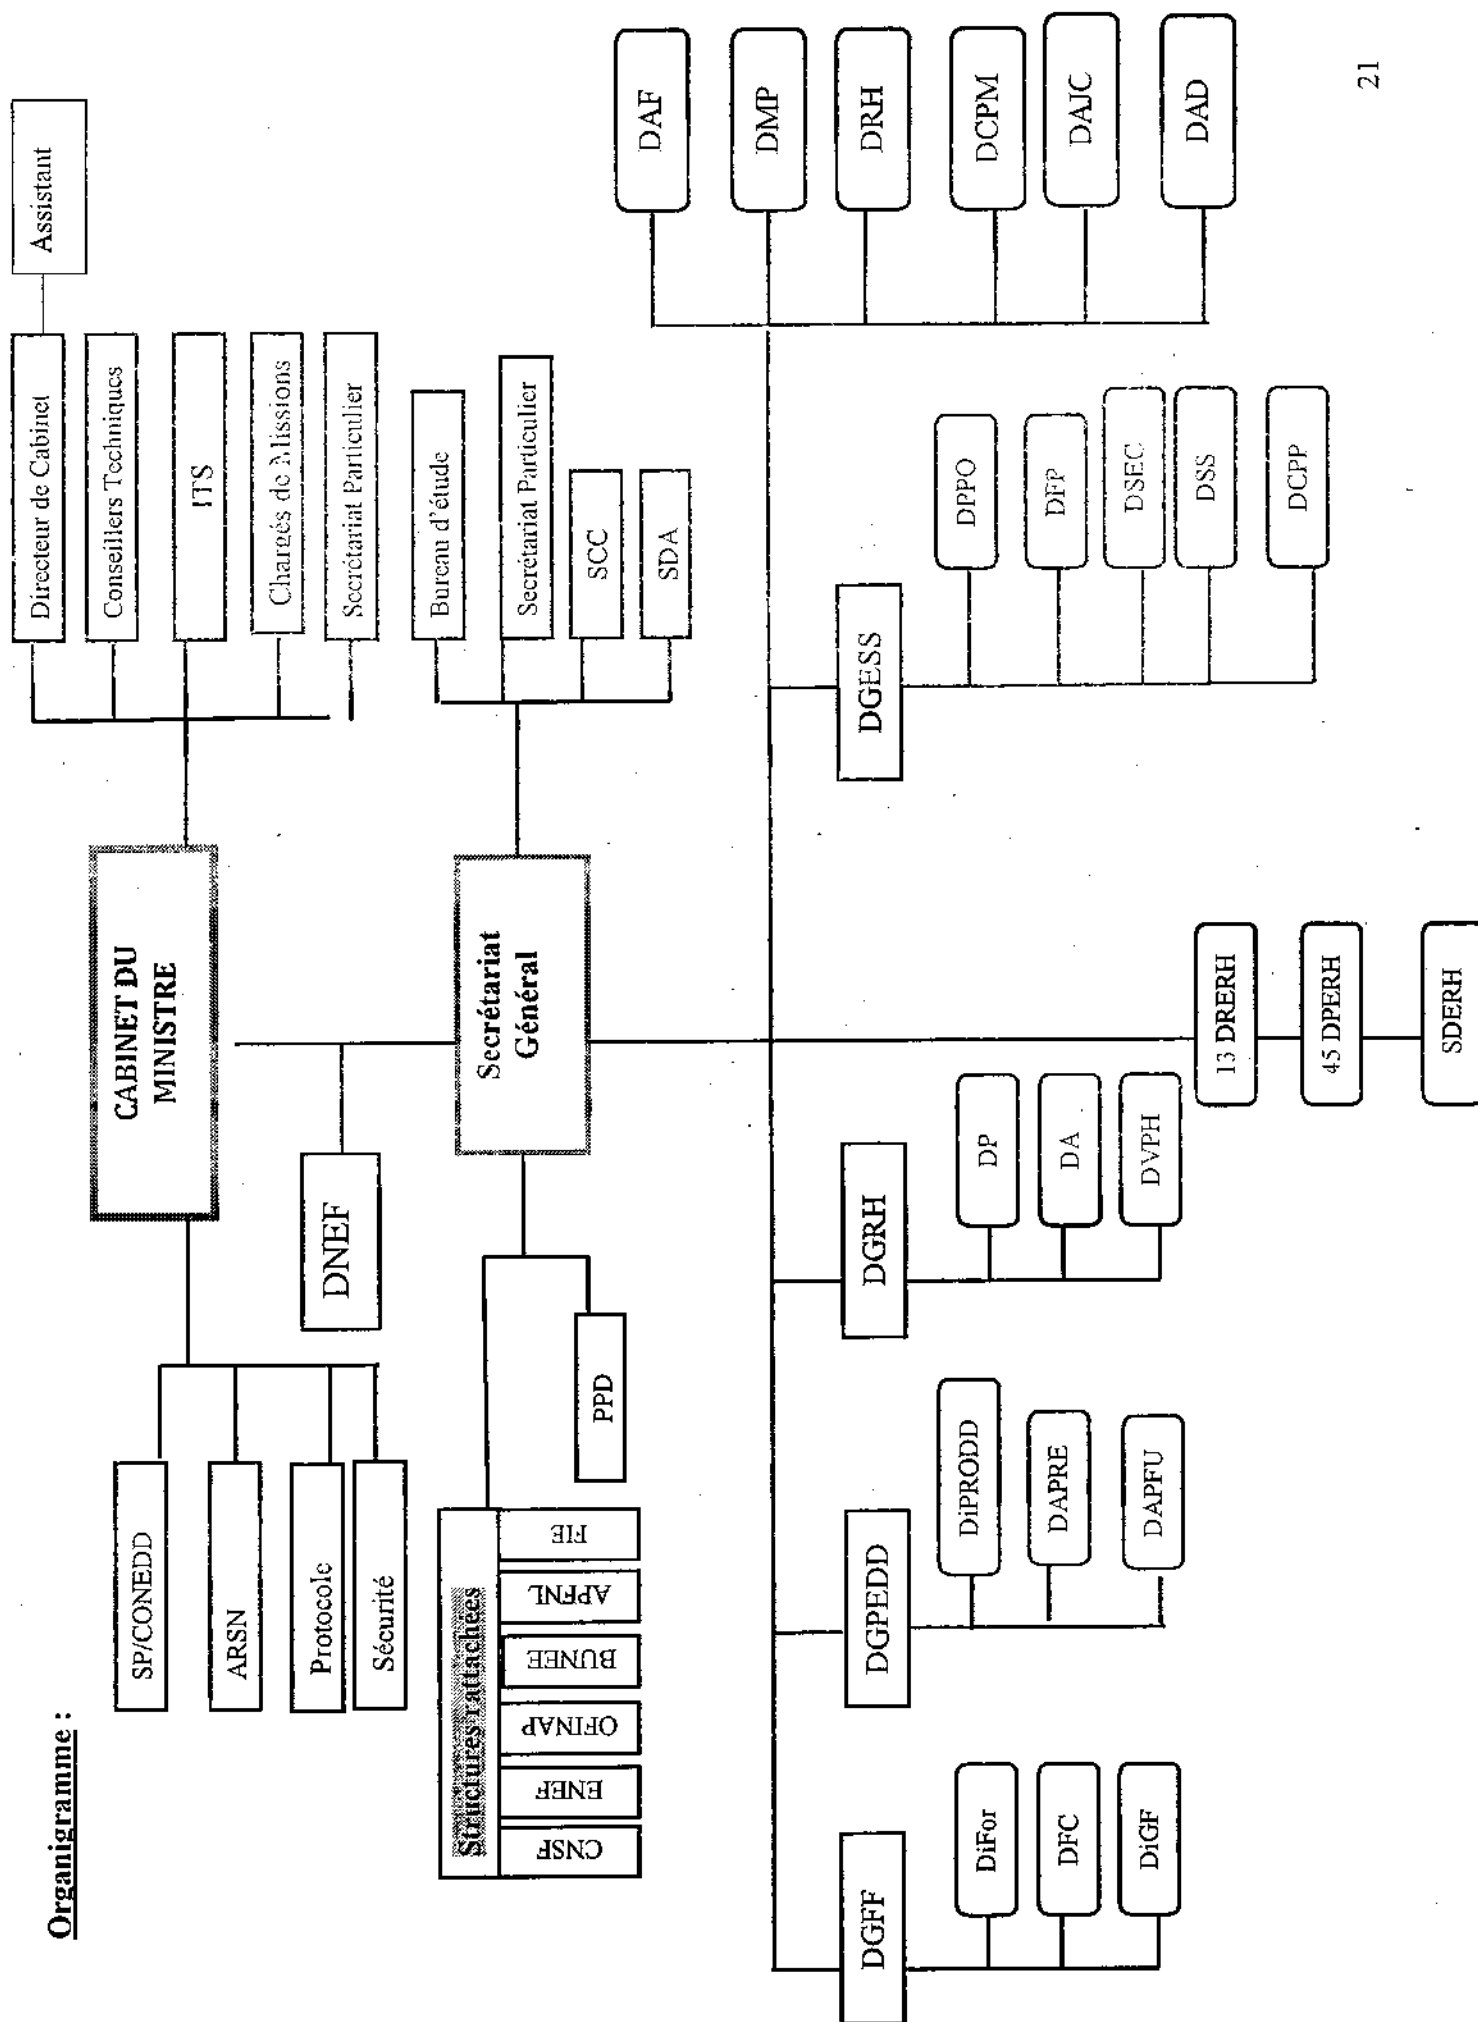 Organigramme :
Assistant
Directeur de Cabinet
Conseillers Techniques
ITS
Chargés de Missions
Secrétariat Particulier
CABINET DU
MINISTRE
SP/CONEDD
ARSN
Protocole
Sécurité
DNEF
Secrétariat
Général
Bureau d'étude
Secrétariat Particulier
SCC
SDA
Structures rattachées
CNSF
ENEF
OFINAP
BUNEE
APFNL
FIE
PPD
DGFF
DiFor
DFC
DiGF
DGPEDD
DiPRODD
DAPRE
DAPFU
DGRH
DP
DA
DVPH
13 DRERH
45 DPERH
SDERH
DGESS
DPPO
DFP
DSEC
DSS
DCPP
DAF
DMP
DRH
DCPM
DAJC
DAD
21